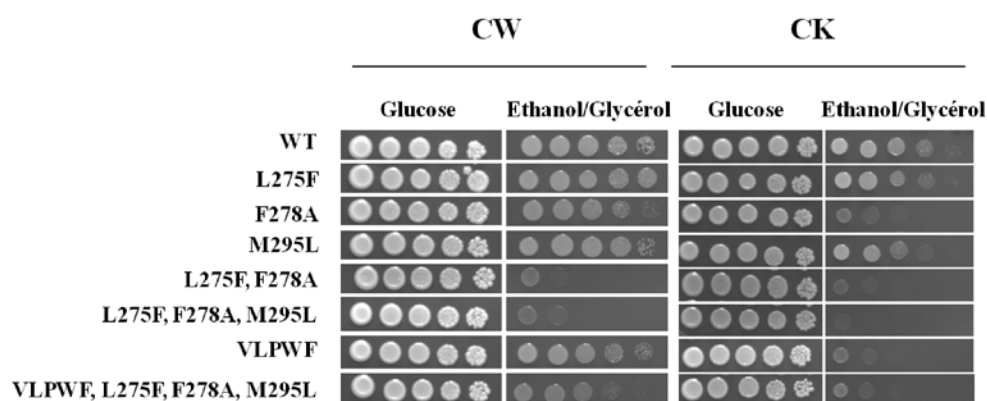 CW CK
Glucose Ethanol/Glycérol Glucose Ethanol/Glycérol
WT
L275F
F278A
M295L
L275F, F278A
L275F, F278A, M295L
VLPWF
VLPWF, L275F, F278A, M295L